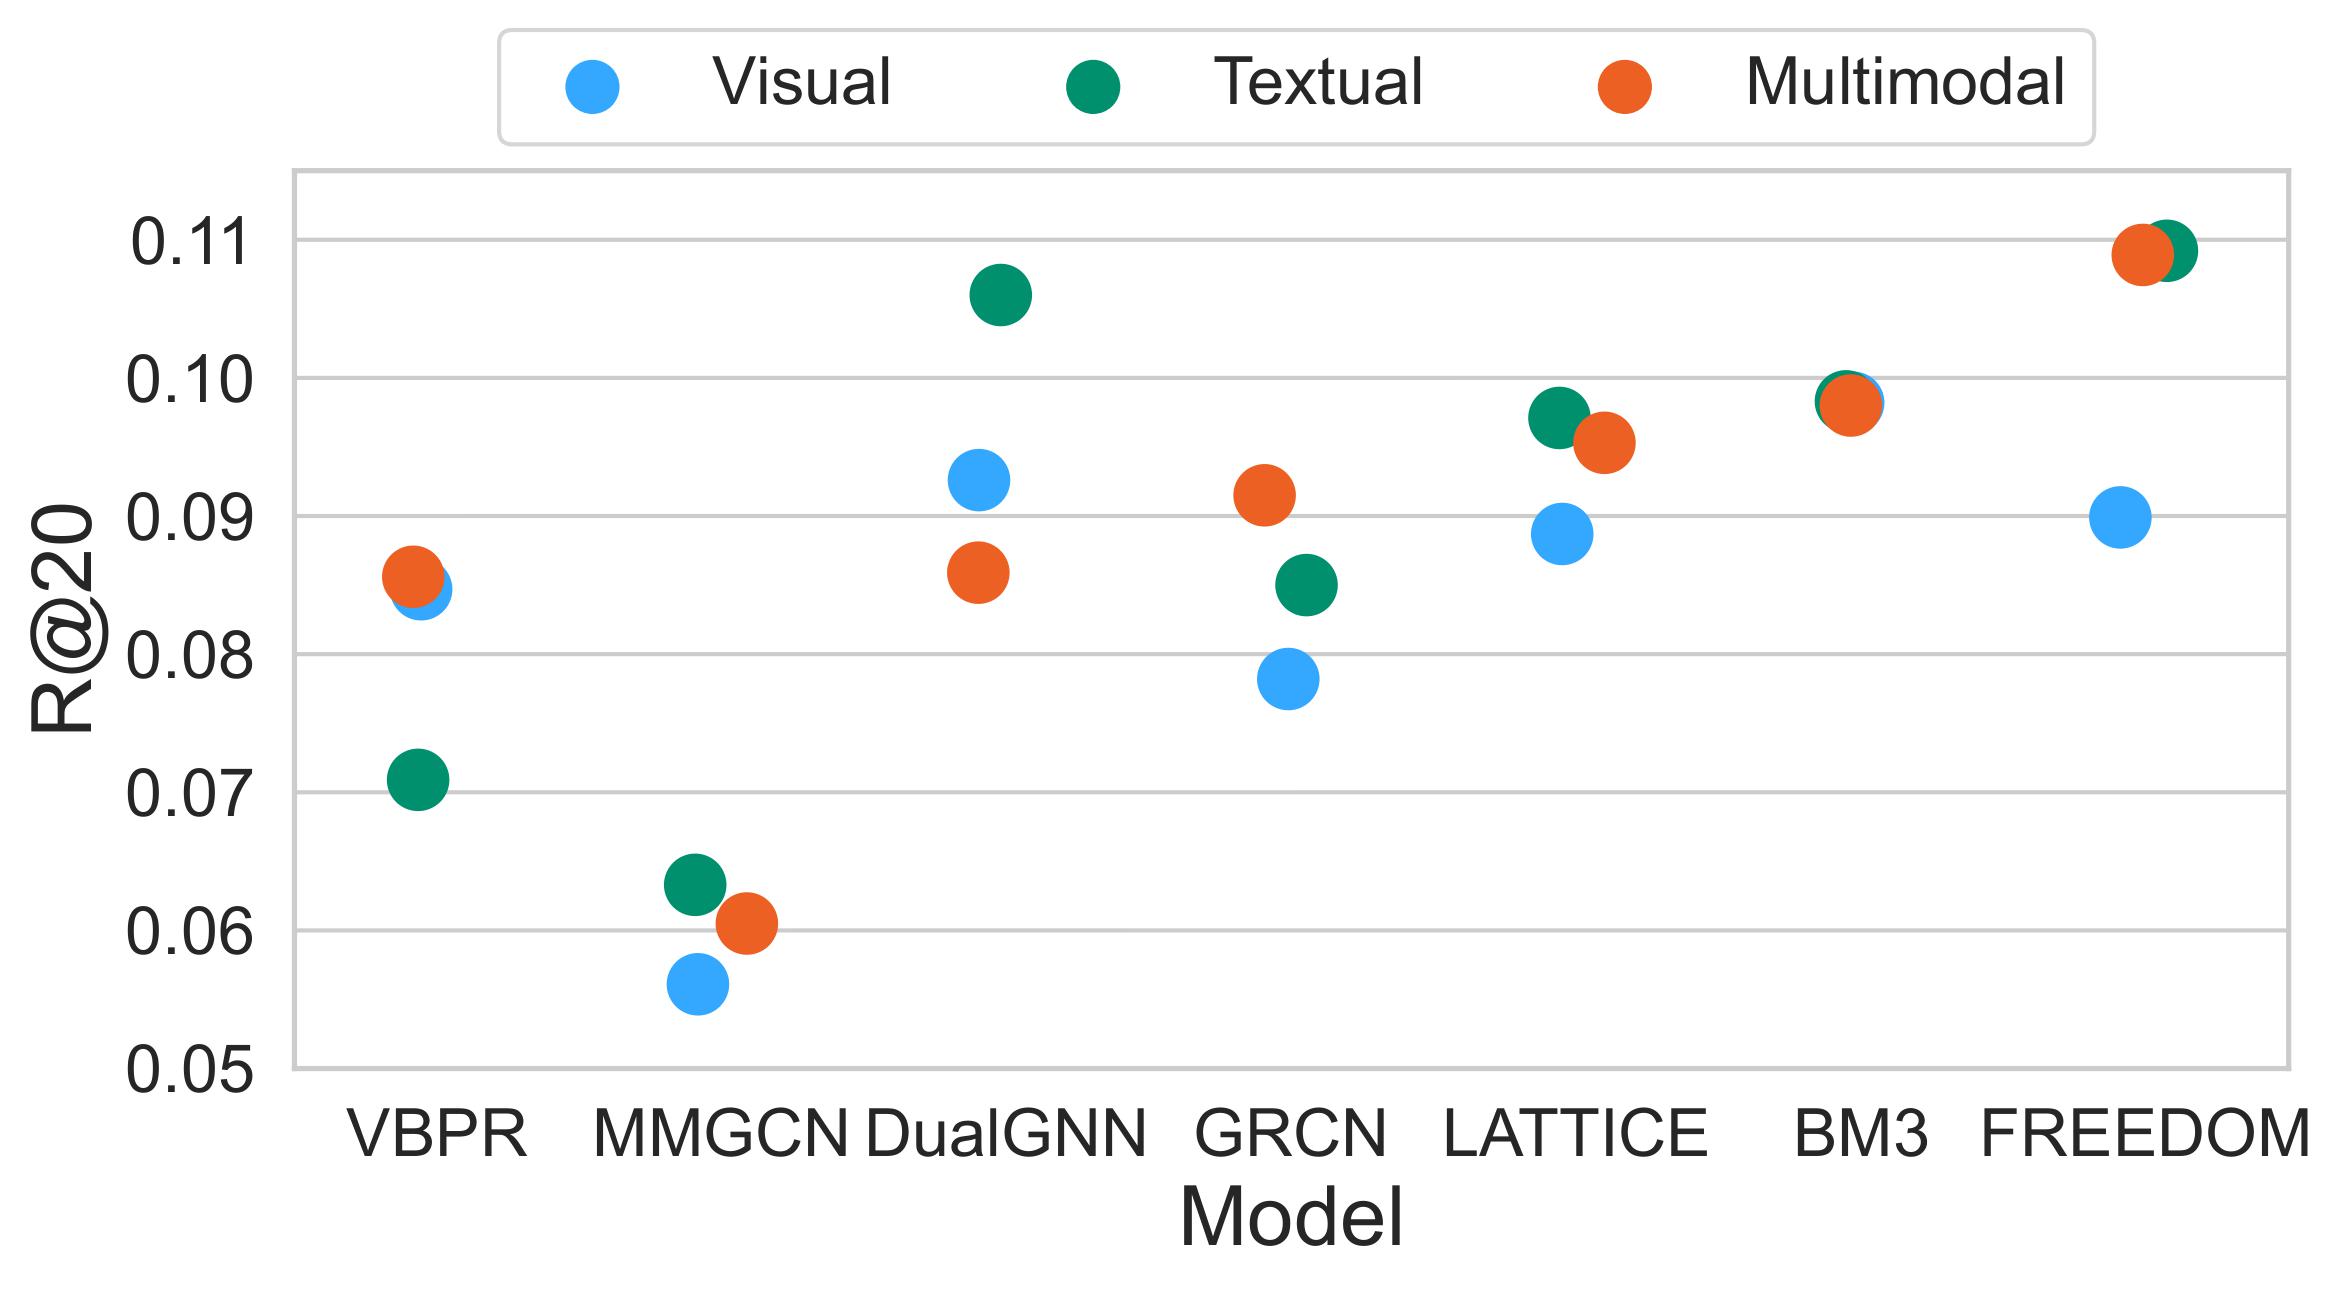 Visual Textual Multimodal
R@20
0.11
0.10
0.09
0.08
0.07
0.06
0.05
VBPR MMGCN DualGNN GRCN LATTICE BM3 FREEDOM
Model